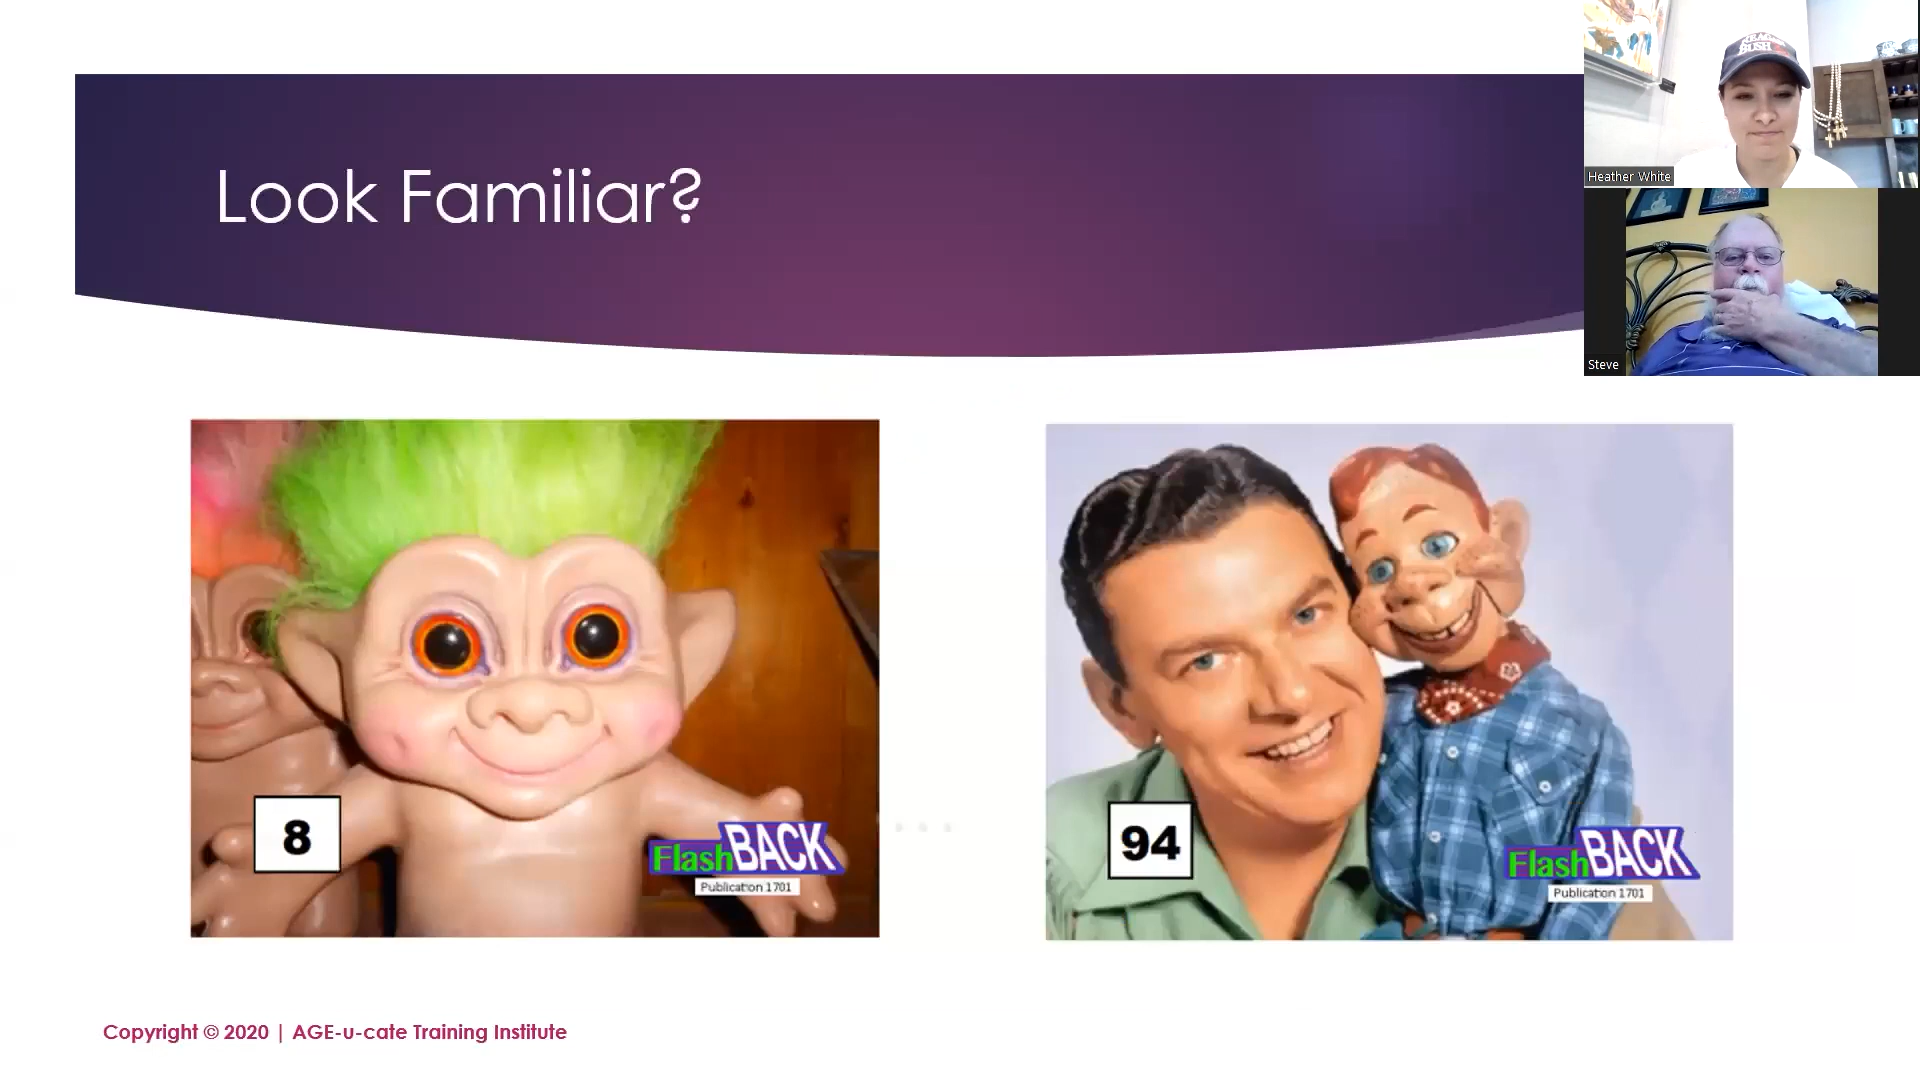 Look Familiar?
BUSH
Heather White
Steve
8
FlashBACK
Publication 1701
94
FlashBACK
Publication 1701
Copyright © 2020 | AGE-u-cate Training Institute